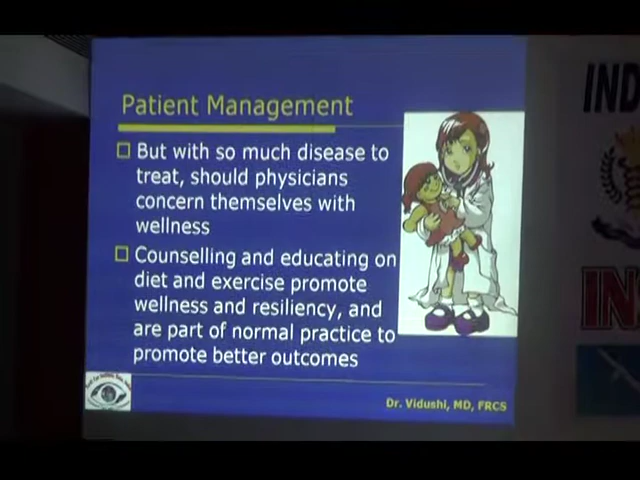 Patient Management
But with so much disease to
treat, should physicians
concern themselves with
wellness
Counselling and educating on
diet and exercise promote
wellness and resiliency, and
are part of normal practice to
promote better outcomes
Dr. Vidushi, MD, FRCS
IND
IN